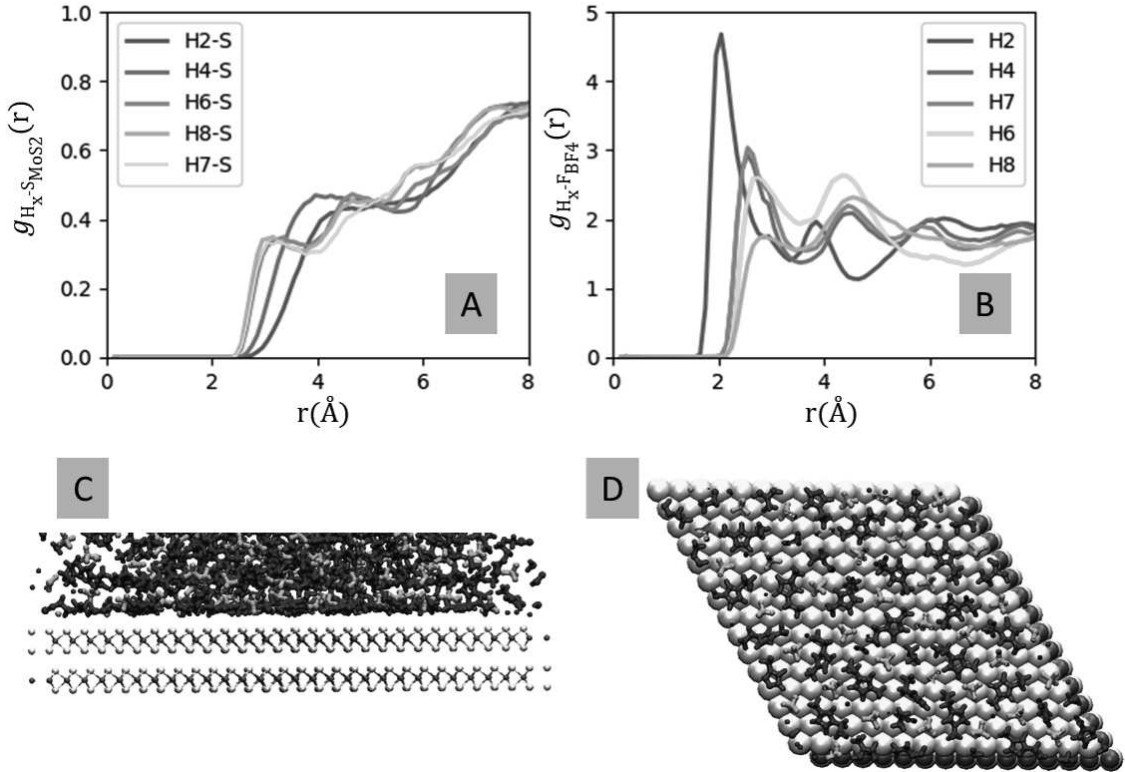 1.0
0.8
0.6
0.4
0.2
0.0
0 2 4 6 8
r(Å)
g_{H_X-S_{MoS2}}(r)
H2-S
H4-S
H6-S
H8-S
H7-S
A
5
4
3
2
1
0
0 2 4 6 8
r(Å)
g_{H_X-F_{BF4}}(r)
H2
H4
H7
H6
H8
B
C
D